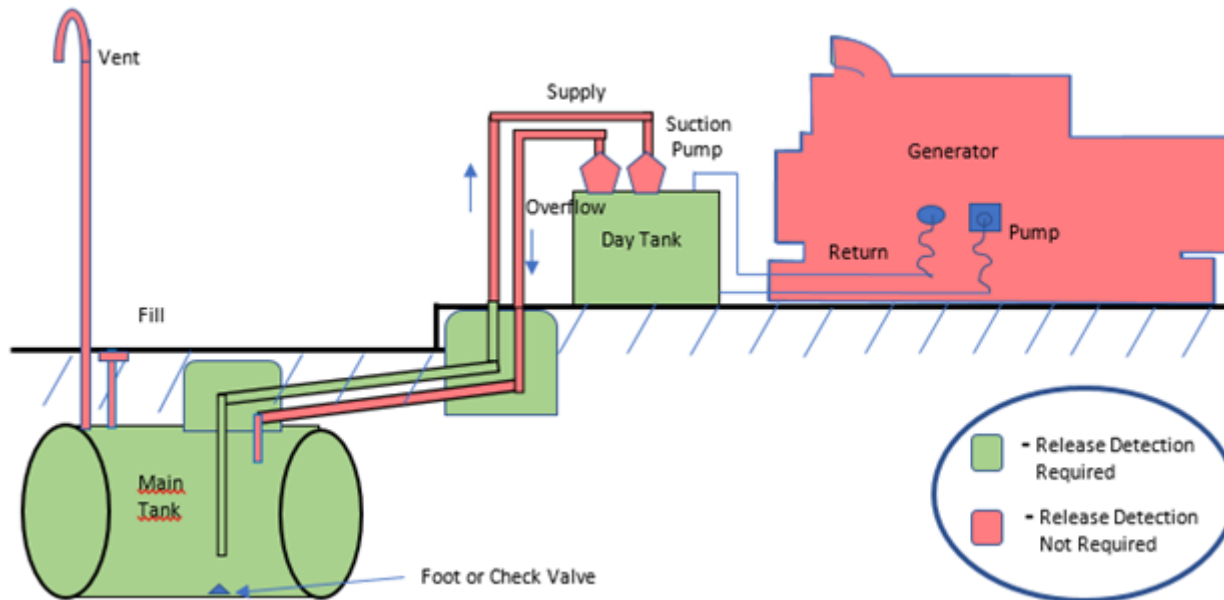 Vent
Supply
Suction
Pump
Generator
Overflow
Day Tank
Return
Pump
Fill
Main
Tank
- Release Detection
Required
- Release Detection
Not Required
Foot or Check Valve